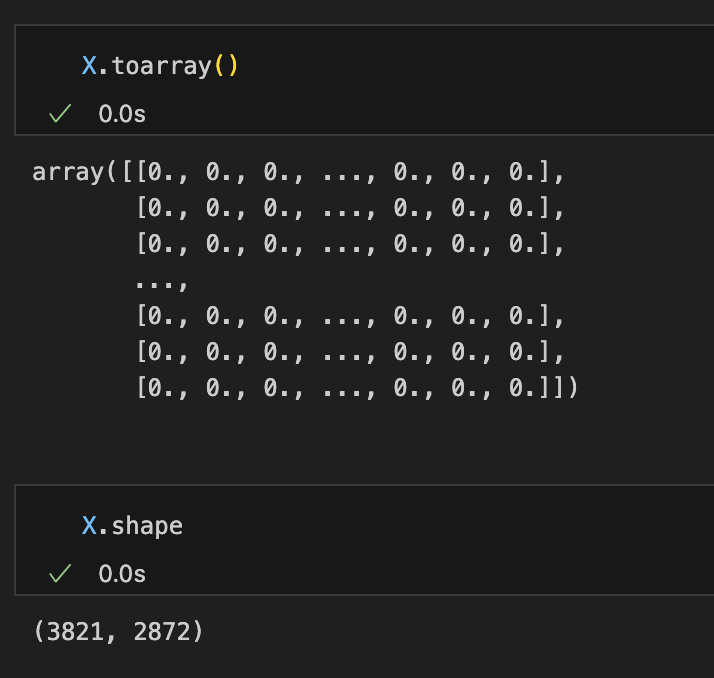 X.toarray()
✓ 0.0s
array([[0., 0., 0., ..., 0., 0., 0.],
[0., 0., 0., ..., 0., 0., 0.],
[0., 0., 0., ..., 0., 0., 0.],
...,
[0., 0., 0., ..., 0., 0., 0.],
[0., 0., 0., ..., 0., 0., 0.],
[0., 0., 0., ..., 0., 0., 0.]])
X.shape
✓ 0.0s
(3821, 2872)